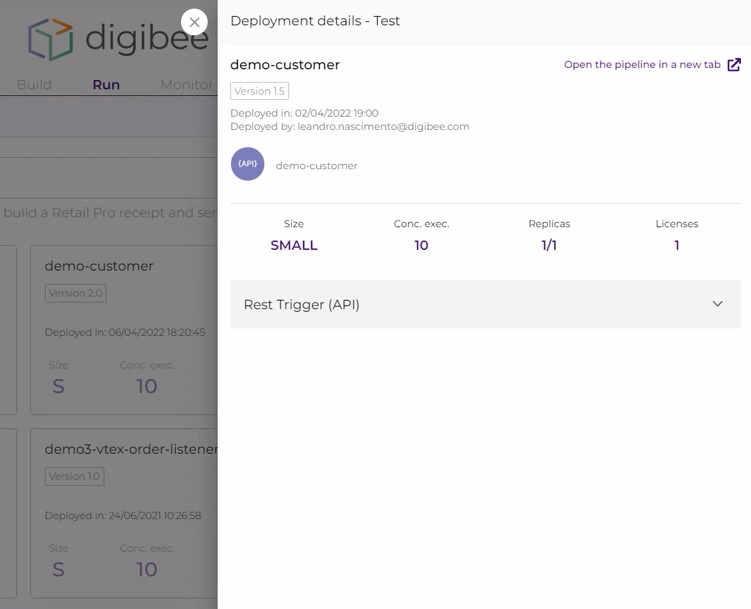 digibee
Build Run Monitor
build a Retail Pro receipt and ser
demo-customer
Version 2.0
Deployed in: 06/04/2022 18:20:45
Size Conc. exec.
S 10
demo3-vtex-order-listener
Version 1.0
Deployed in: 24/06/2021 10:26:58
Size Conc. exec.
S 10
Deployment details - Test
demo-customer
Open the pipeline in a new tab
Version 1.5
Deployed in: 02/04/2022 19:00
Deployed by: leandro.nascimento@digibee.com
(API) demo-customer
Size Conc. exec. Replicas Licenses
SMALL 10 1/1 1
Rest Trigger (API)